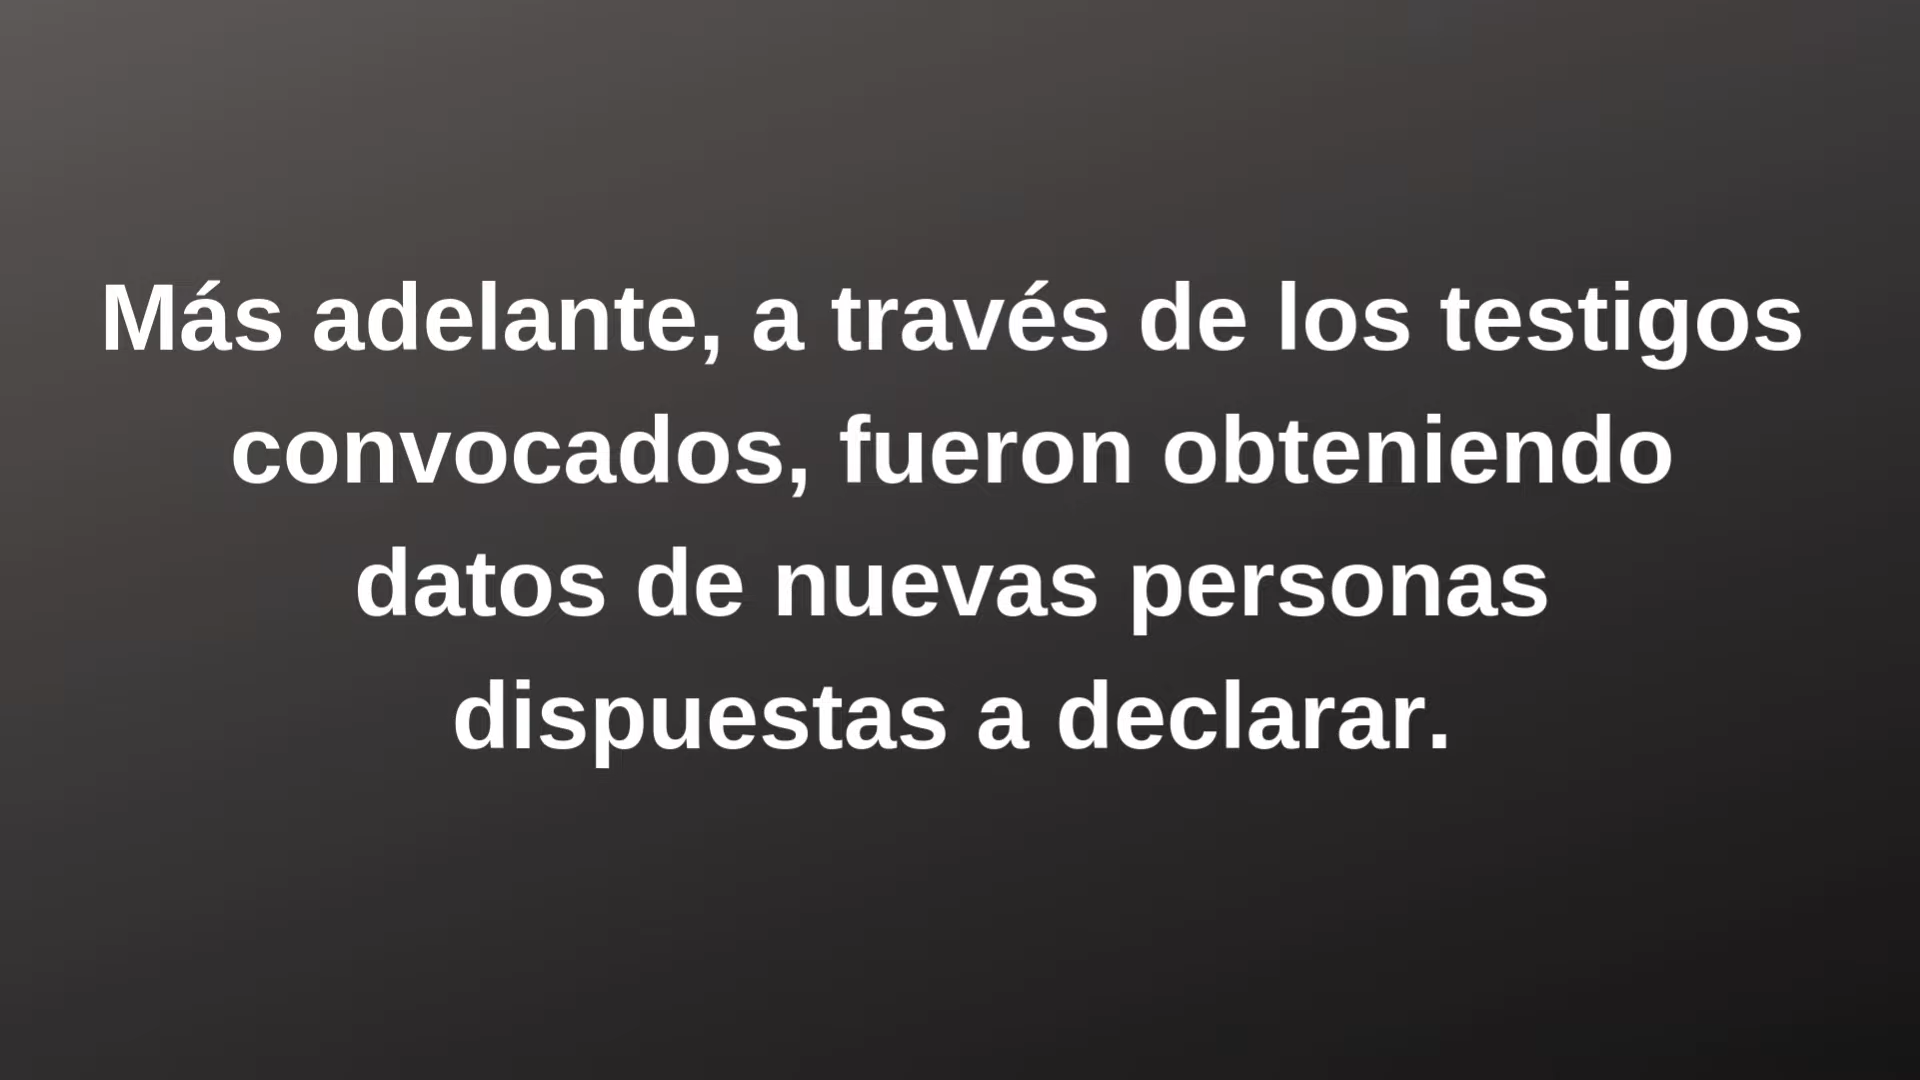 Más adelante, a través de los testigos
convocados, fueron obteniendo
datos de nuevas personas
dispuestas a declarar.